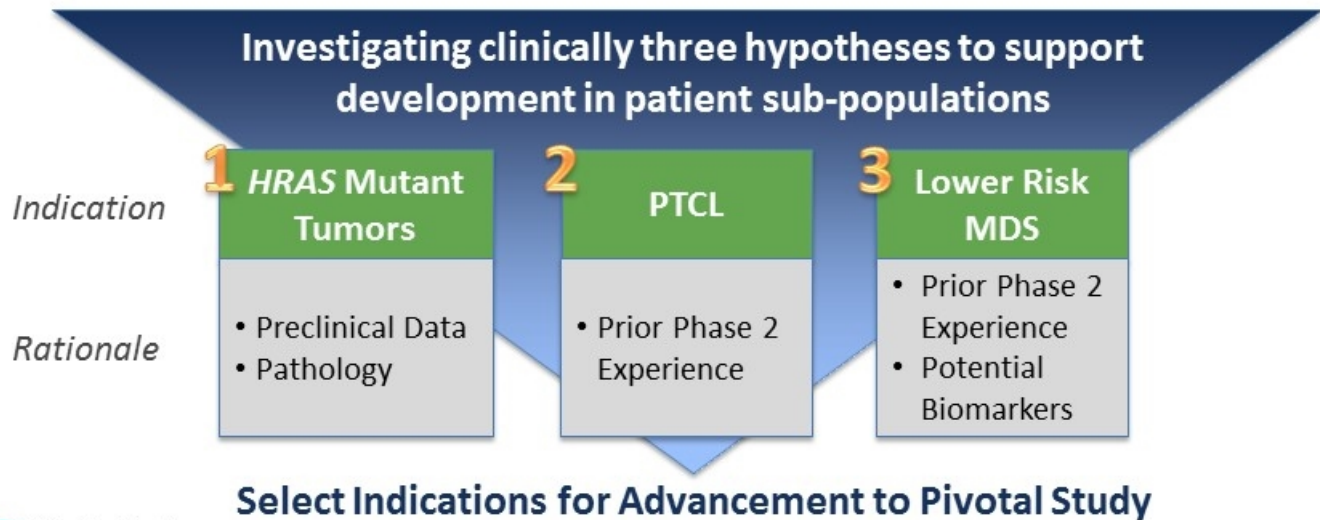 Investigating clinically three hypotheses to support
development in patient sub-populations
Indication
1
HRAS Mutant
Tumors
2
PTCL
3
Lower Risk
MDS
Rationale
• Preclinical Data
• Pathology
• Prior Phase 2
Experience
• Prior Phase 2
Experience
• Potential
Biomarkers
Select Indications for Advancement to Pivotal Study